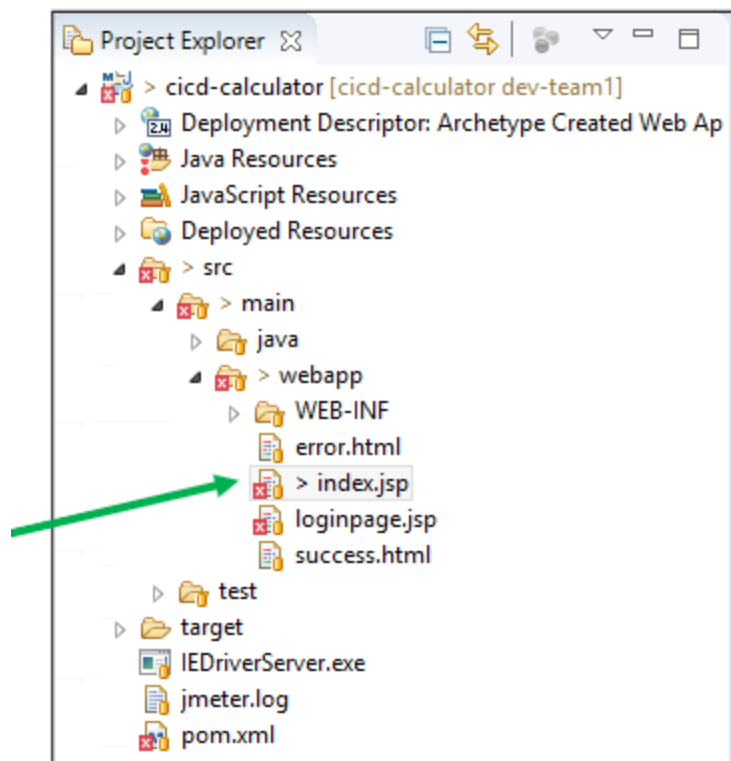 Project Explorer
> cicd-calculator [cicd-calculator dev-team1]
Deployment Descriptor: Archetype Created Web Ap
Java Resources
JavaScript Resources
Deployed Resources
> src
> main
java
> webapp
WEB-INF
error.html
> index.jsp
loginpage.jsp
success.html
test
target
IEDriverServer.exe
jmeter.log
pom.xml